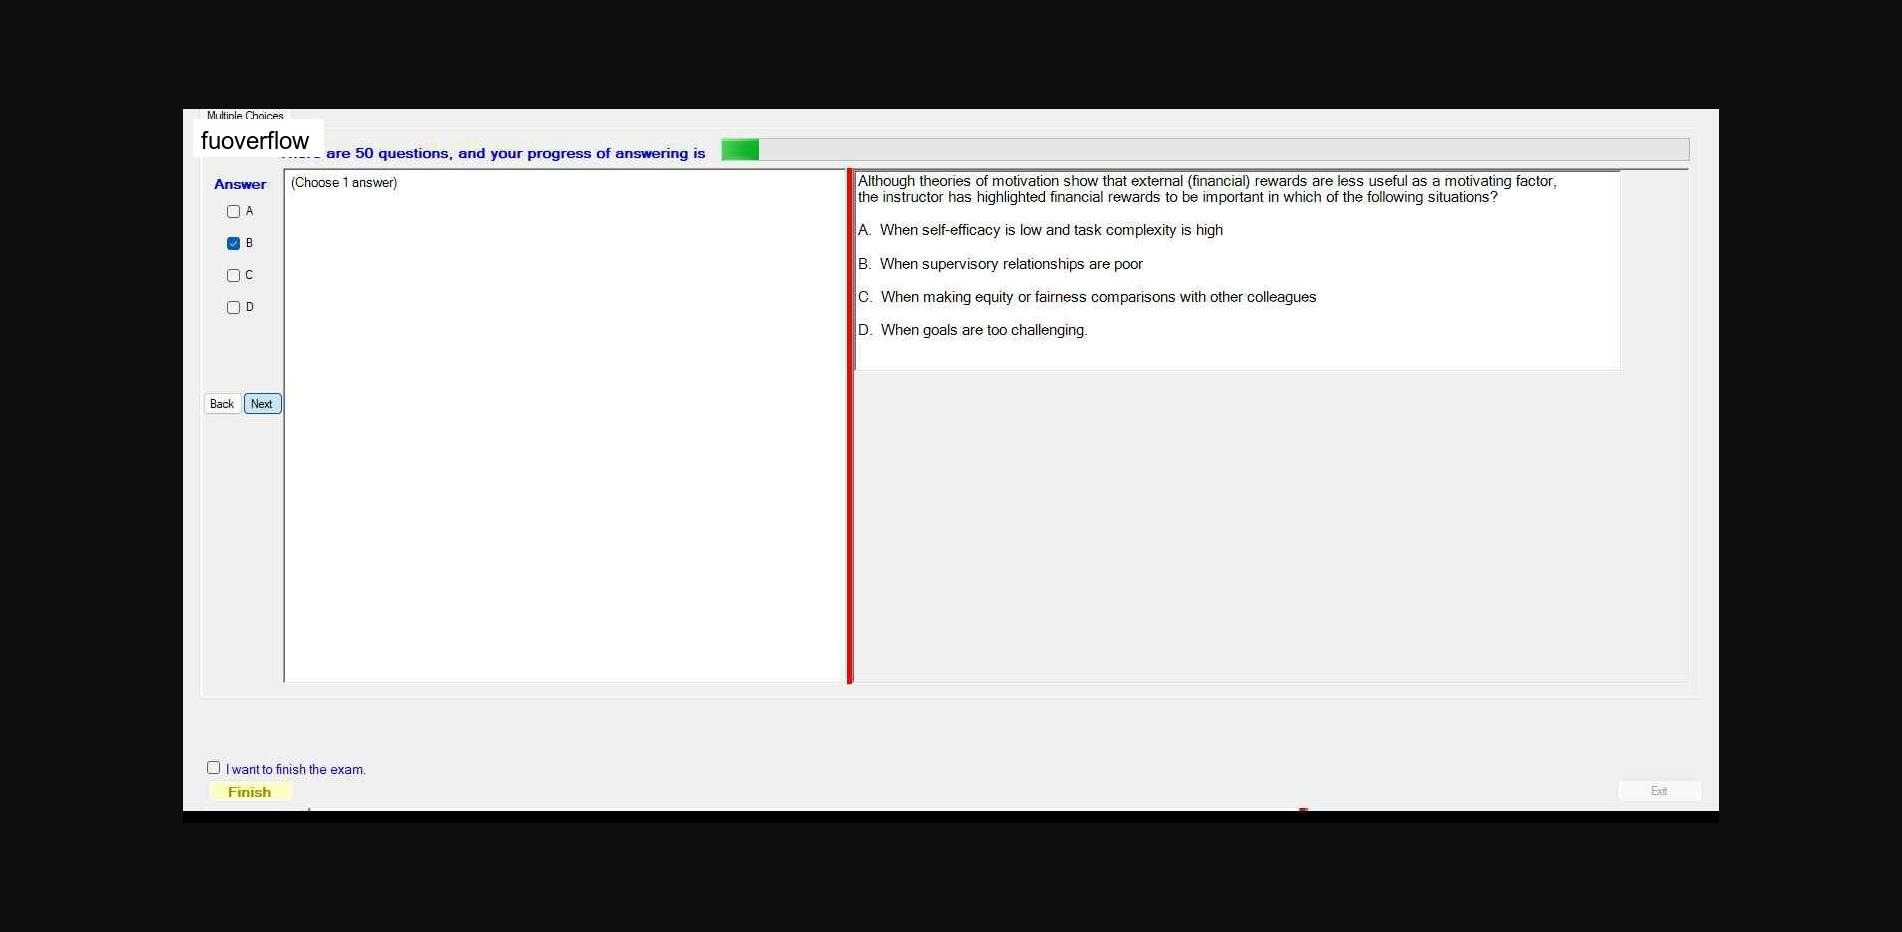 Multiple Choices
fuoverflow
are 50 questions, and your progress of answering is
Answer
(Choose 1 answer)
A
B
C
D
Back
Next
Although theories of motivation show that external (financial) rewards are less useful as a motivating factor,
the instructor has highlighted financial rewards to be important in which of the following situations?
A. When self-efficacy is low and task complexity is high
B. When supervisory relationships are poor
C. When making equity or fairness comparisons with other colleagues
D. When goals are too challenging.
I want to finish the exam.
Finish
Exit